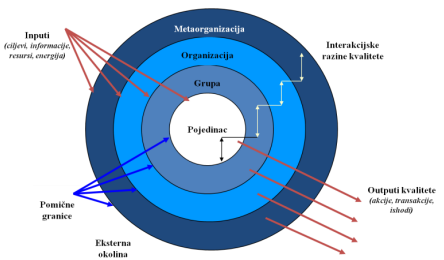 Metaorganizacija
Organizacija
Grupa
Pojedinac
Inputi
(ciljevi, informacije,
resursi, energija)
Interakcijske
razine kvalitete
Outputi kvalitete
(akcije, transakcije,
ishodi)
Pomične
granice
Eksterna
okolina